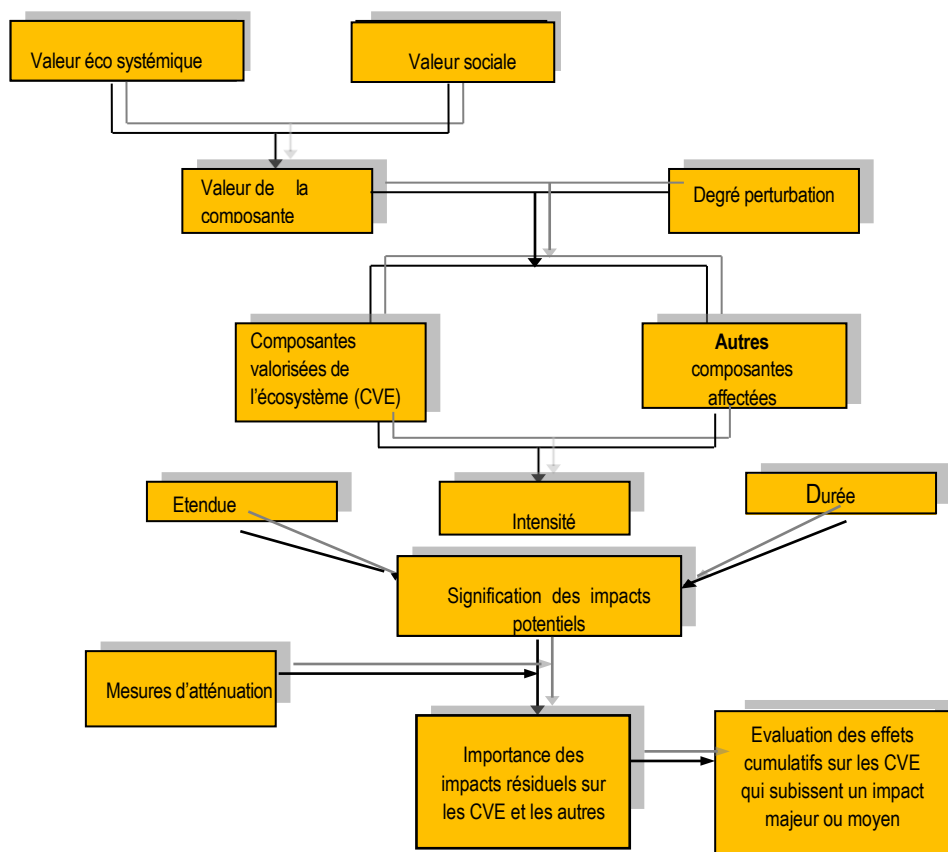 Valeur éco systémique
Valeur sociale
Valeur de la
composante
Degré perturbation
Composantes
valorisées de
l'écosystème (CVE)
Autres
composantes
affectées
Etendue
Intensité
Durée
Signification des impacts
potentiels
Mesures d'atténuation
Importance des
impacts résiduels sur
les CVE et les autres
Evaluation des effets
cumulatifs sur les CVE
qui subissent un impact
majeur ou moyen